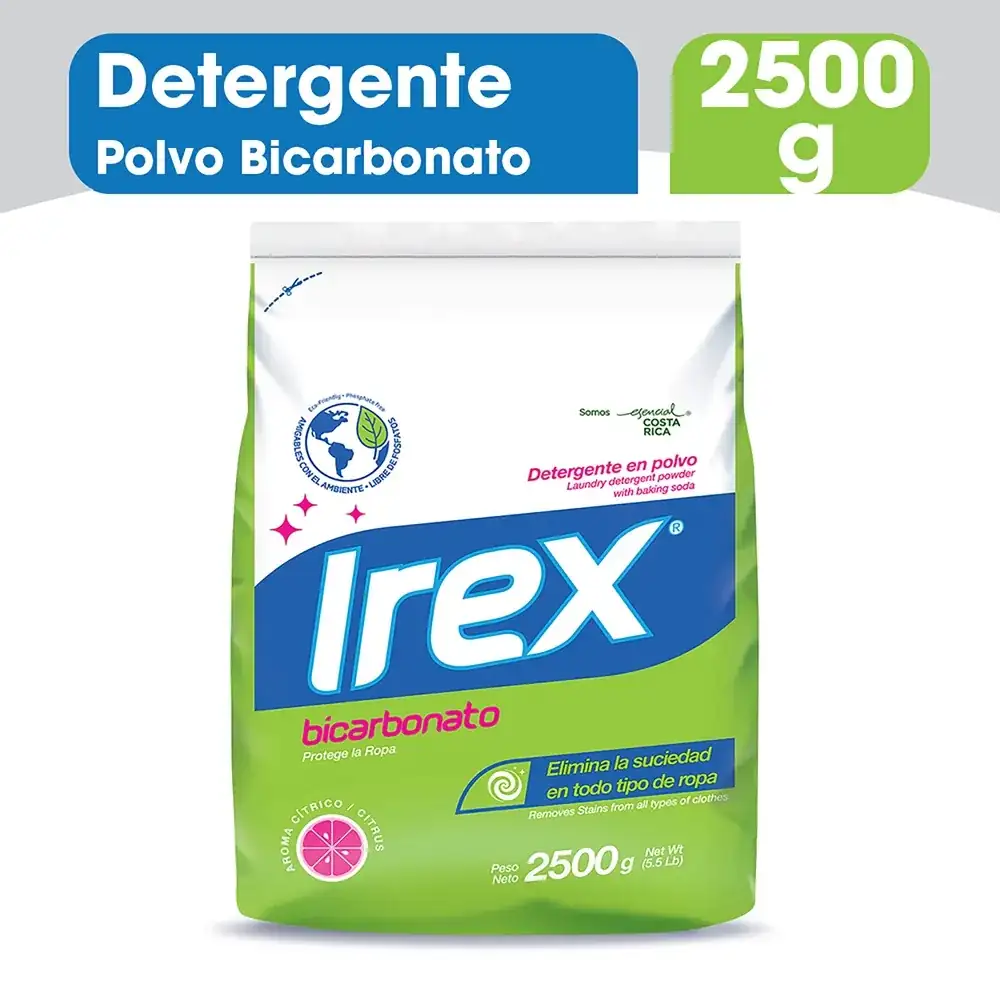 Detergente
Polvo Bicarbonato
2500
g
Eco-Friendly • Phosphate free
AMIGABLES CON EL AMBIENTE • LIBRE DE FOSFATOS
Somos esencial ®
COSTA
RICA
Detergente en polvo
Laundry detergent powder
with baking soda
Irex®
bicarbonato
Protege la Ropa
Elimina la suciedad
en todo tipo de ropa
Removes Stains from all types of clothes
AROMA CÍTRICO / CITRUS
Peso
Neto
2500g
Net Wt
(5.5 Lb)